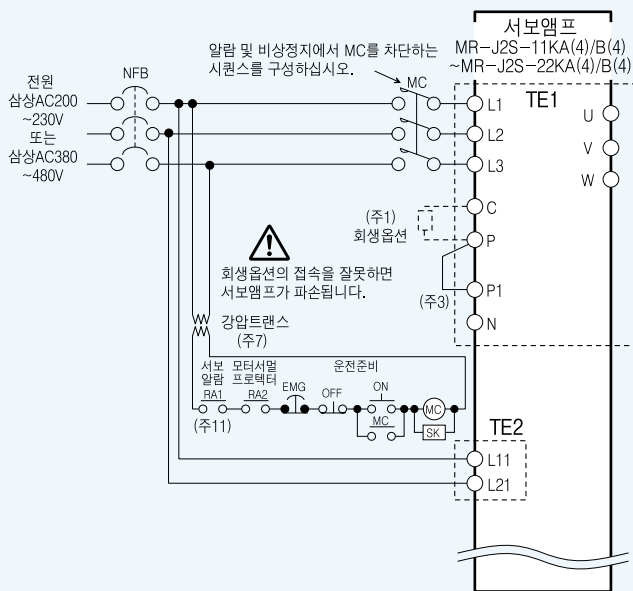 서보앰프
MR-J2S-11KA(4)/B(4)
~MR-J2S-22KA(4)/B(4)
알람 및 비상정지에서 MC를 차단하는
시퀀스를 구성하십시오.
전원
삼상AC200
~230V
또는
삼상AC380
~480V
NFB
MC
TE1
L1
L2
L3
C
P
P1
N
U
V
W
(주1)
회생옵션
(주3)
회생옵션의 접속을 잘못하면
서보앰프가 파손됩니다.
강압트랜스
(주7)
서보
알람
RA1
(주11)
모터서멀
프로텍터
RA2
EMG
OFF
운전준비
ON
MC
MC
SK
TE2
L11
L21